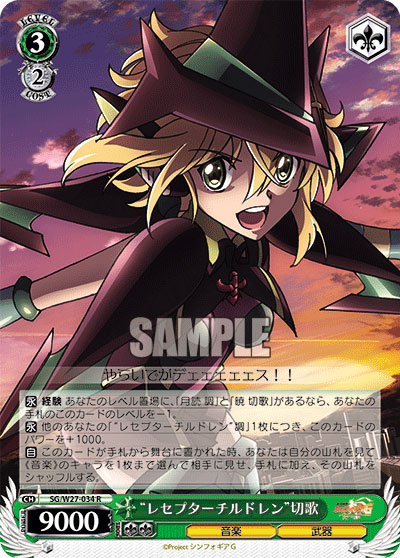 LEVEL
3
2
COST
SAMPLE
やらいでがデェェェェェス！！
永 経験 あなたのレベル置場に、「月読 調」と「暁 切歌」があるなら、あなたの
手札のこのカードのレベルを－1。
永 他のあなたの「“レセプターチルドレン”調」1枚につき、このカードの
パワーを＋1000。
自 このカードが手札から舞台に置かれた時、あなたは自分の山札を見て
《音楽》のキャラを1枚まで選んで相手に見せ、手札に加え、その山札を
シャッフルする。
CH SG/W27-034 R
POWER
9000
“レセプターチルドレン”切歌
音楽 武器
©Project シンフォギアG